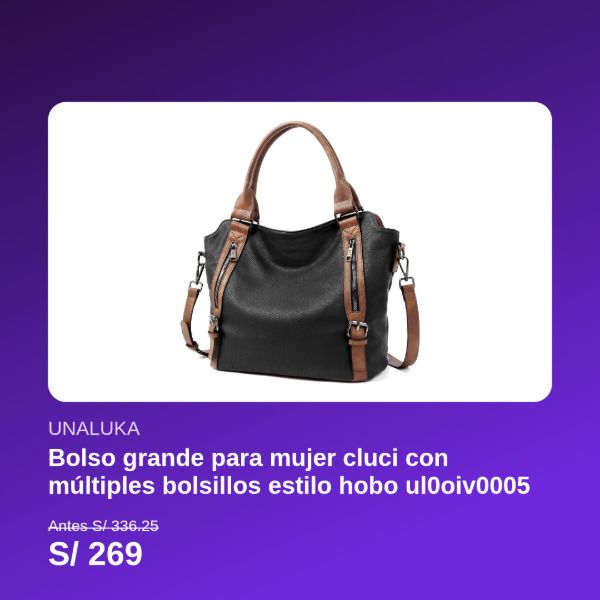 UNALUKA
Bolso grande para mujer cluci con
múltiples bolsillos estilo hobo ul0oiv0005
Antes S/ 336.25
S/ 269